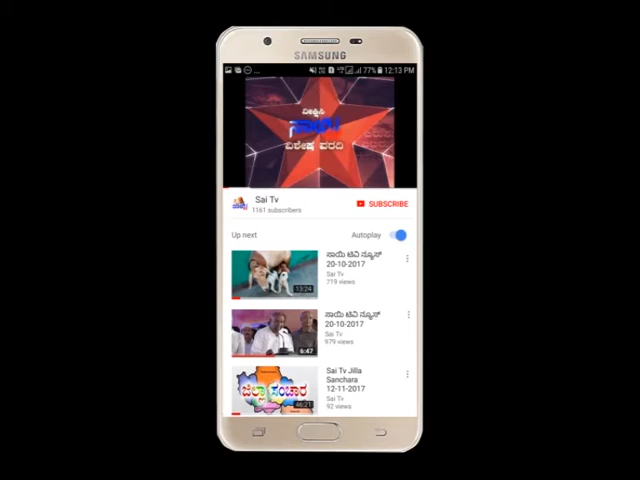 SAMSUNG
77% 12:13 PM
ವೀಕ್ಷಿಸಿ
ವಿಶೇಷ ವರದಿ
Sai Tv
1161 subscribers
SUBSCRIBE
Up next
Autoplay
ಸಾಯಿ ಟಿವಿ ನ್ಯೂಸ್
20-10-2017
Sai Tv
719 views
13:24
ಸಾಯಿ ಟಿವಿ ನ್ಯೂಸ್
20-10-2017
Sai Tv
979 views
6:47
Sai Tv Jilla
Sanchara
12-11-2017
Sai Tv
92 views
ಜಿಲ್ಲಾ ಸಂಚಾರ
46:21